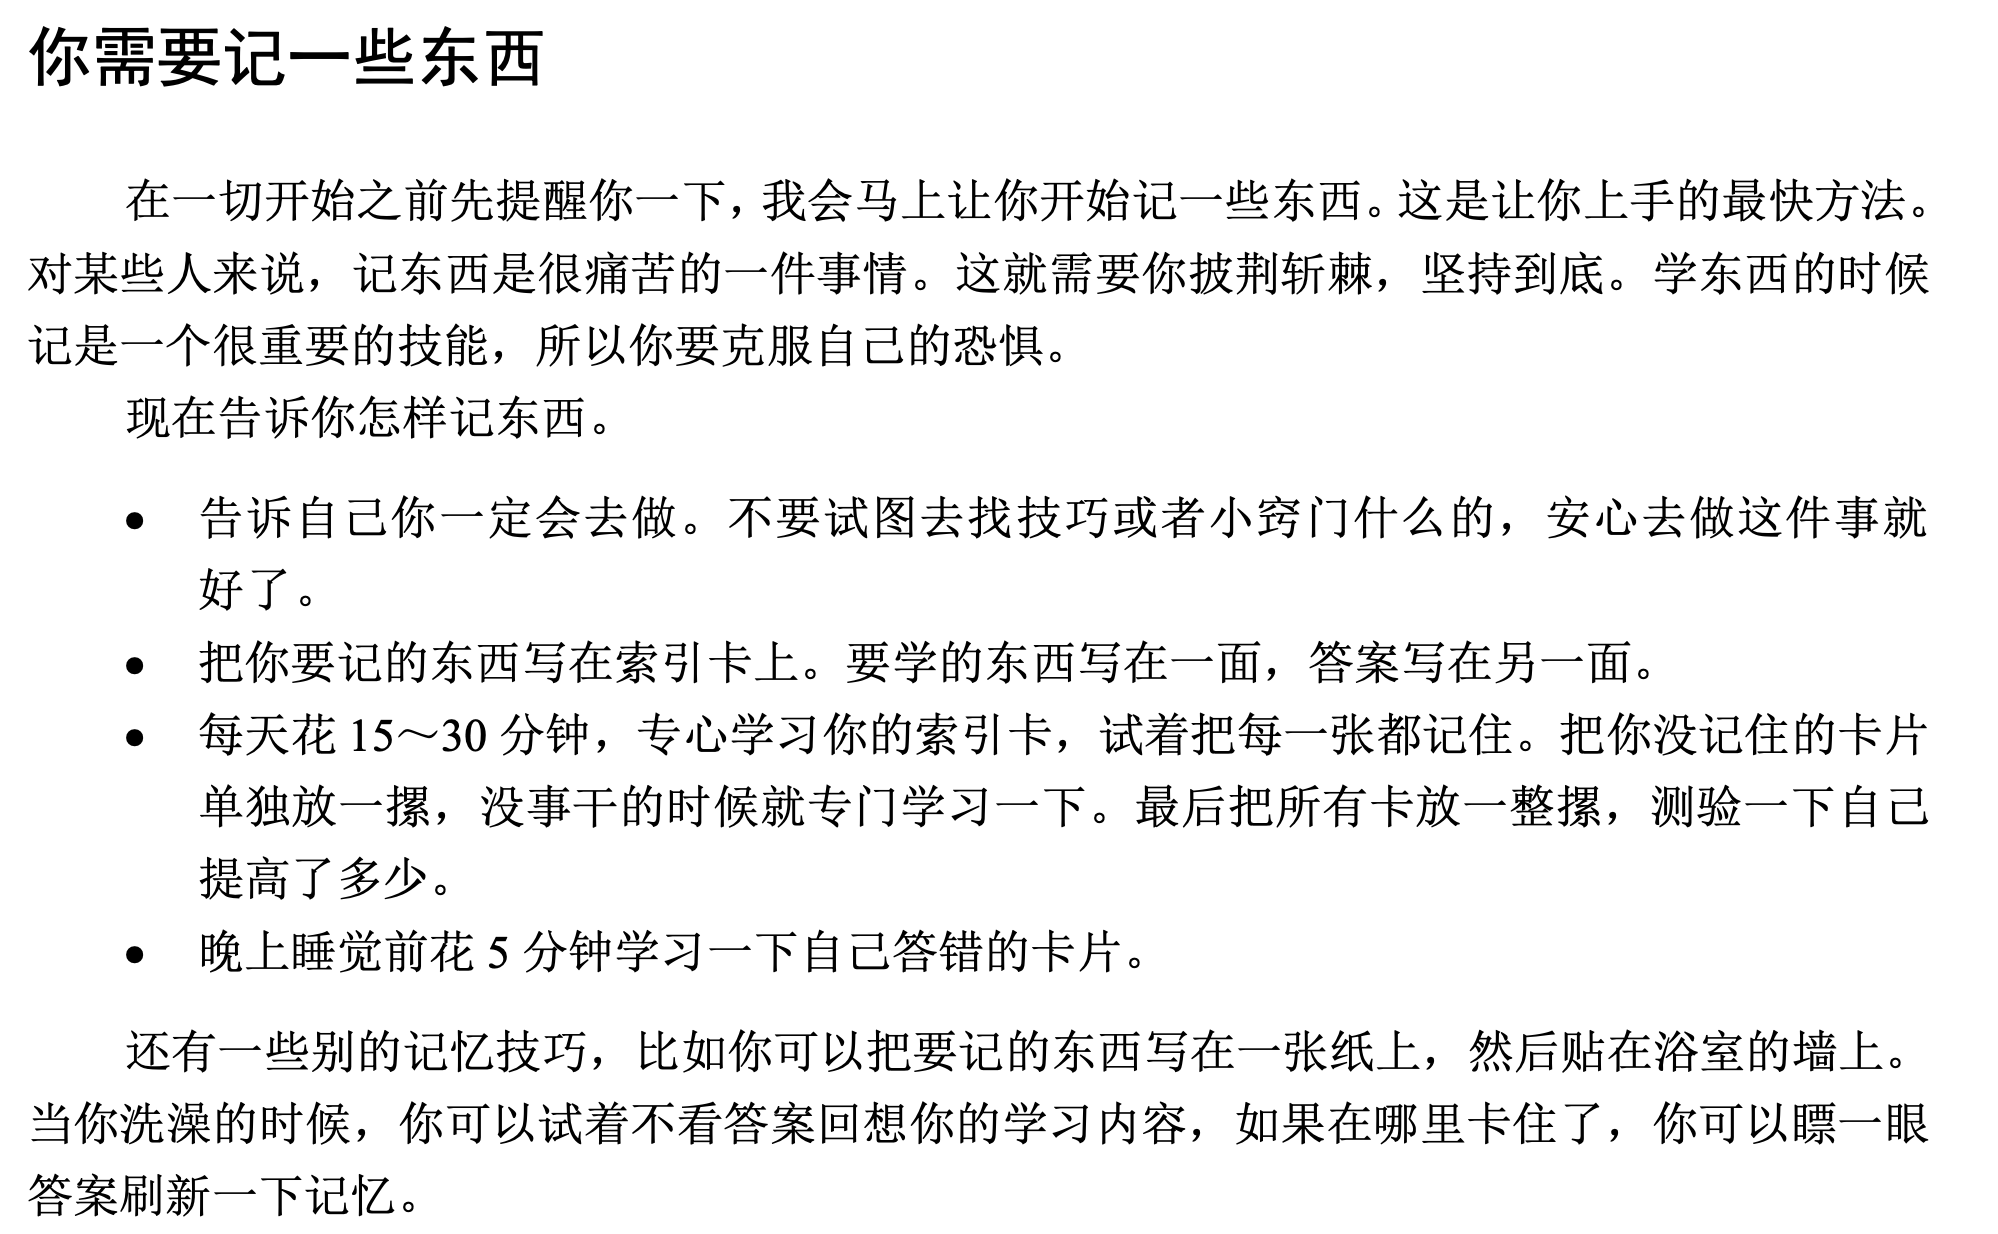 你需要记一些东西
在一切开始之前先提醒你一下，我会马上让你开始记一些东西。这是让你上手的最快方法。
对某些人来说，记东西是很痛苦的一件事情。这就需要你披荆斩棘，坚持到底。学东西的时候
记是一个很重要的技能，所以你要克服自己的恐惧。
现在告诉你怎样记东西。
● 告诉自己你一定会去做。不要试图去找技巧或者小窍门什么的，安心去做这件事就
好了。
● 把你要记的东西写在索引卡上。要学的东西写在一面，答案写在另一面。
● 每天花 15～30 分钟，专心学习你的索引卡，试着把每一张都记住。把你没记住的卡片
单独放一摞，没事干的时候就专门学习一下。最后把所有卡放一整摞，测验一下自己
提高了多少。
● 晚上睡觉前花 5 分钟学习一下自己答错的卡片。
还有一些别的记忆技巧，比如你可以把要记的东西写在一张纸上，然后贴在浴室的墙上。
当你洗澡的时候，你可以试着不看答案回想你的学习内容，如果在哪里卡住了，你可以瞟一眼
答案刷新一下记忆。